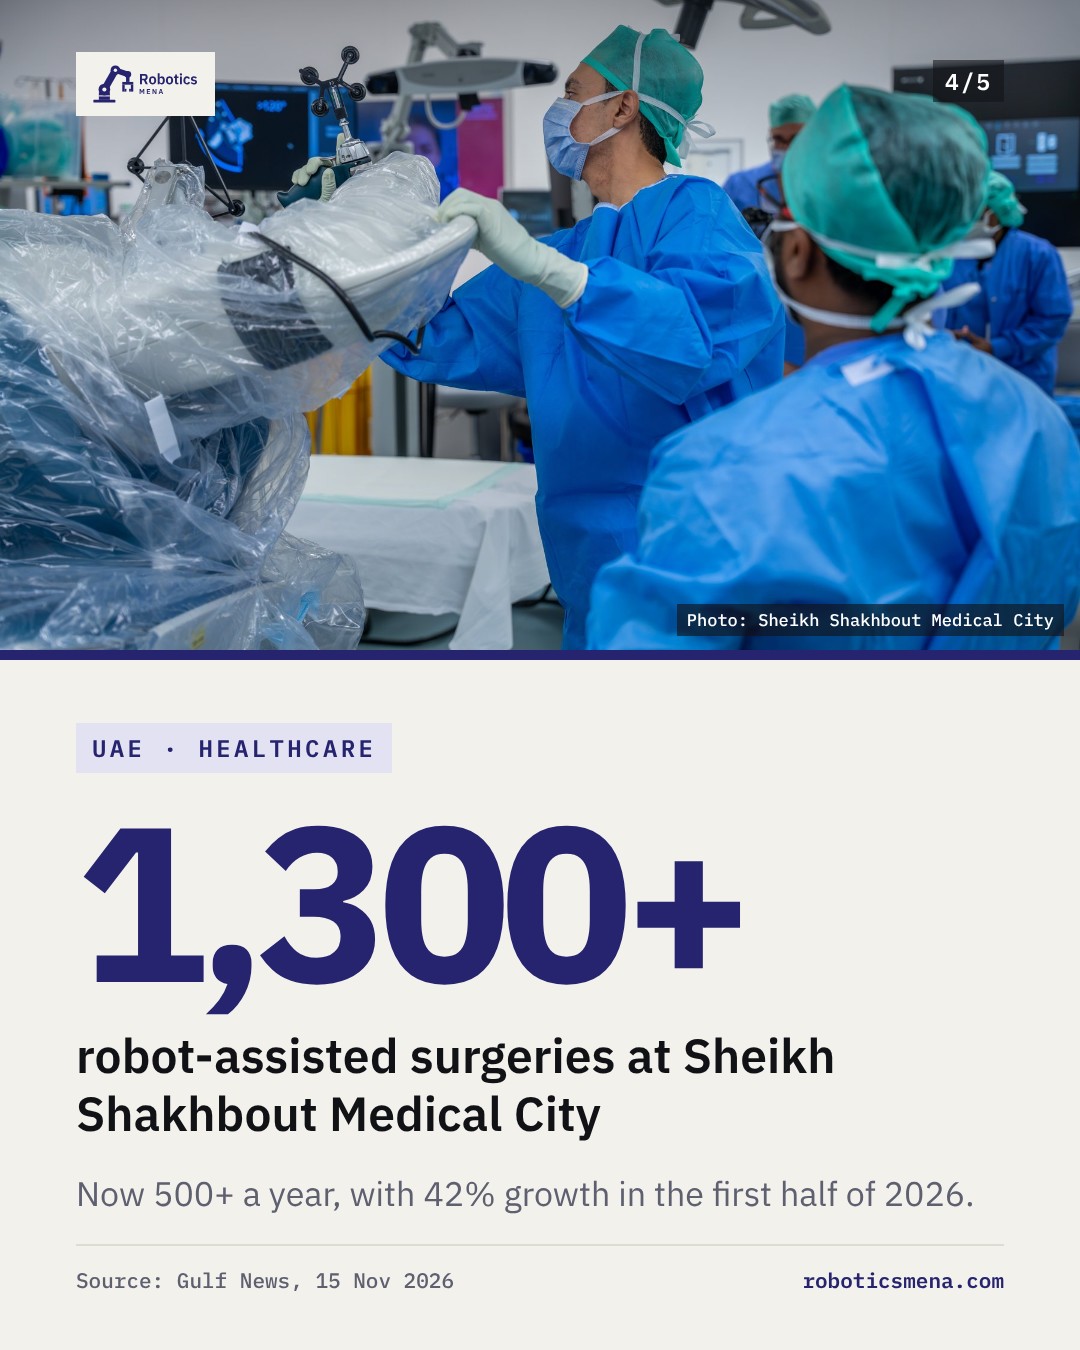 Robotics
MENA
4/5
Photo: Sheikh Shakhbout Medical City
UAE · HEALTHCARE
1,300+
robot-assisted surgeries at Sheikh
Shakhbout Medical City
Now 500+ a year, with 42% growth in the first half of 2026.
Source: Gulf News, 15 Nov 2026
roboticsmena.com